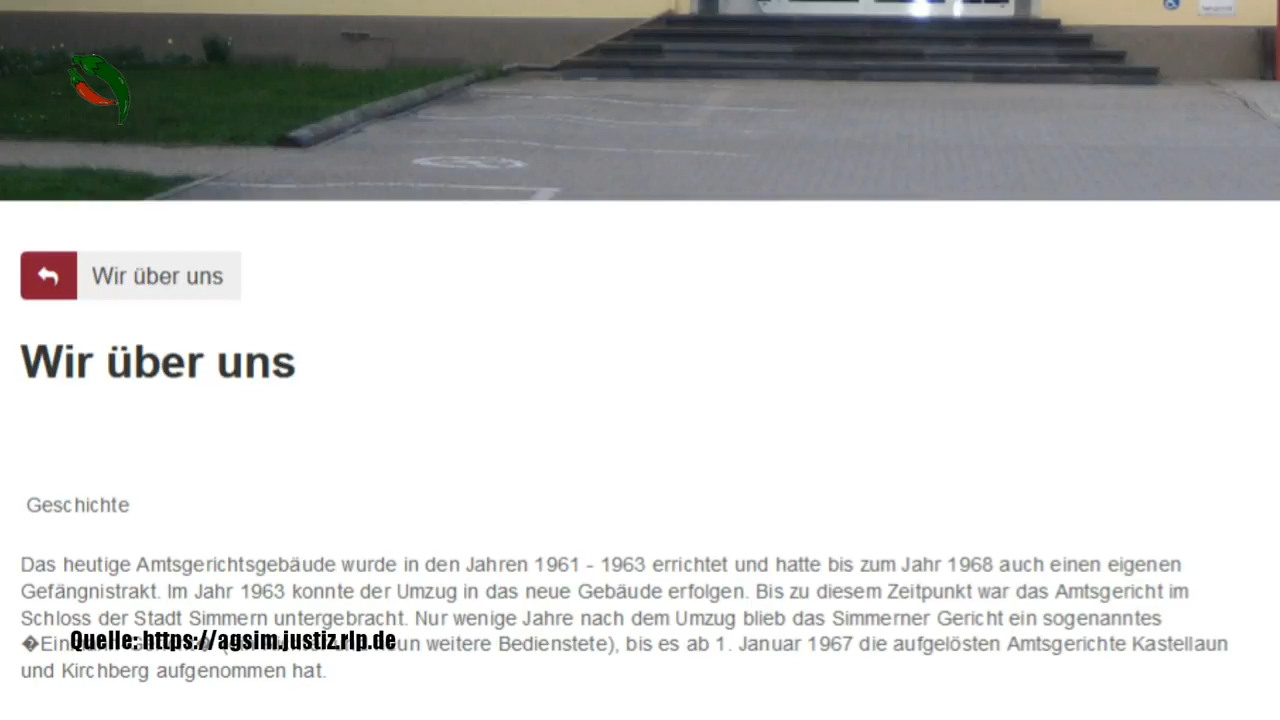 Wir über uns
Wir über uns
Geschichte
Das heutige Amtsgerichtsgebäude wurde in den Jahren 1961 - 1963 errichtet und hatte bis zum Jahr 1968 auch einen eigenen
Gefängnistrakt. Im Jahr 1963 konnte der Umzug in das neue Gebäude erfolgen. Bis zu diesem Zeitpunkt war das Amtsgericht im
Schloss der Stadt Simmern untergebracht. Nur wenige Jahre nach dem Umzug blieb das Simmerner Gericht ein sogenanntes
�Ein weitere Bedienstete), bis es ab 1. Januar 1967 die aufgelösten Amtsgerichte Kastellaun
Quelle: https://agsim.justiz.rlp.de
und Kirchberg aufgenommen hat.